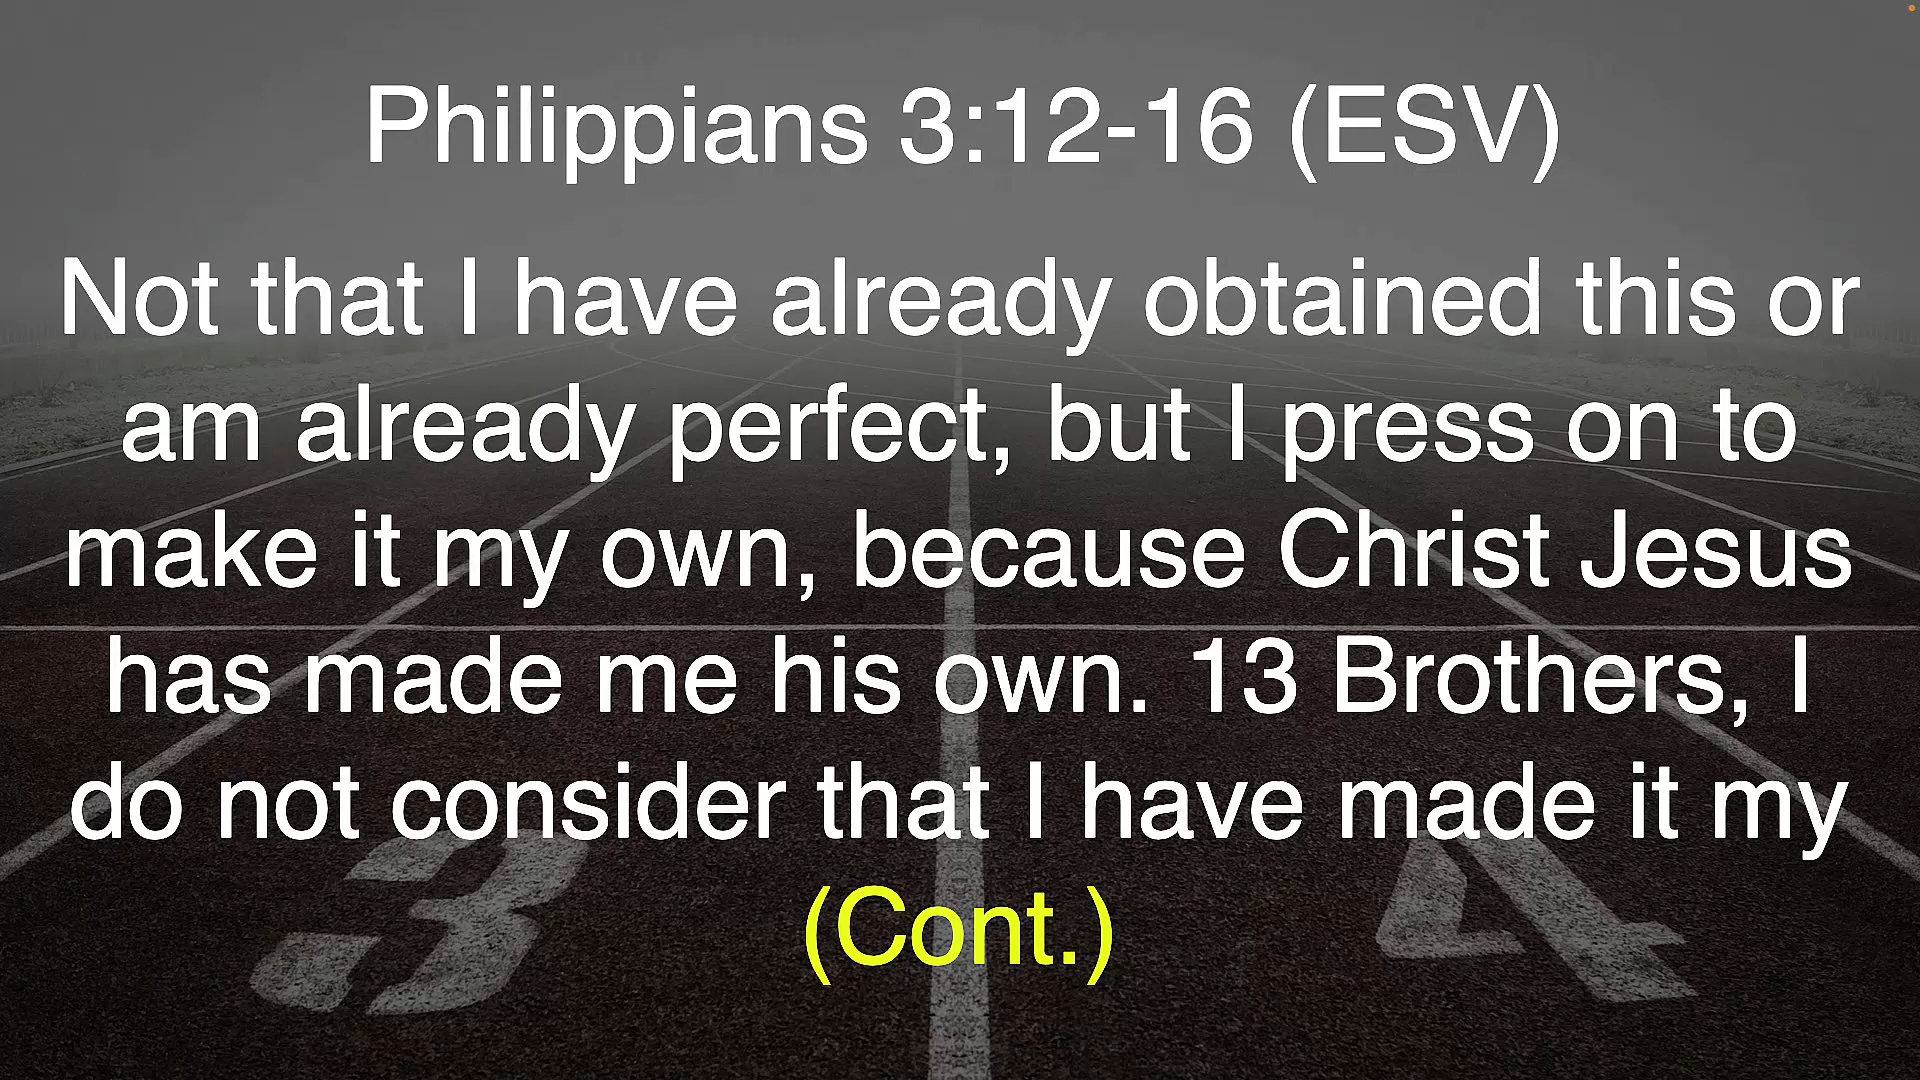 Philippians 3:12-16 (ESV)
Not that I have already obtained this or
am already perfect, but I press on to
make it my own, because Christ Jesus
has made me his own. 13 Brothers, I
do not consider that I have made it my
(Cont.)
3 4